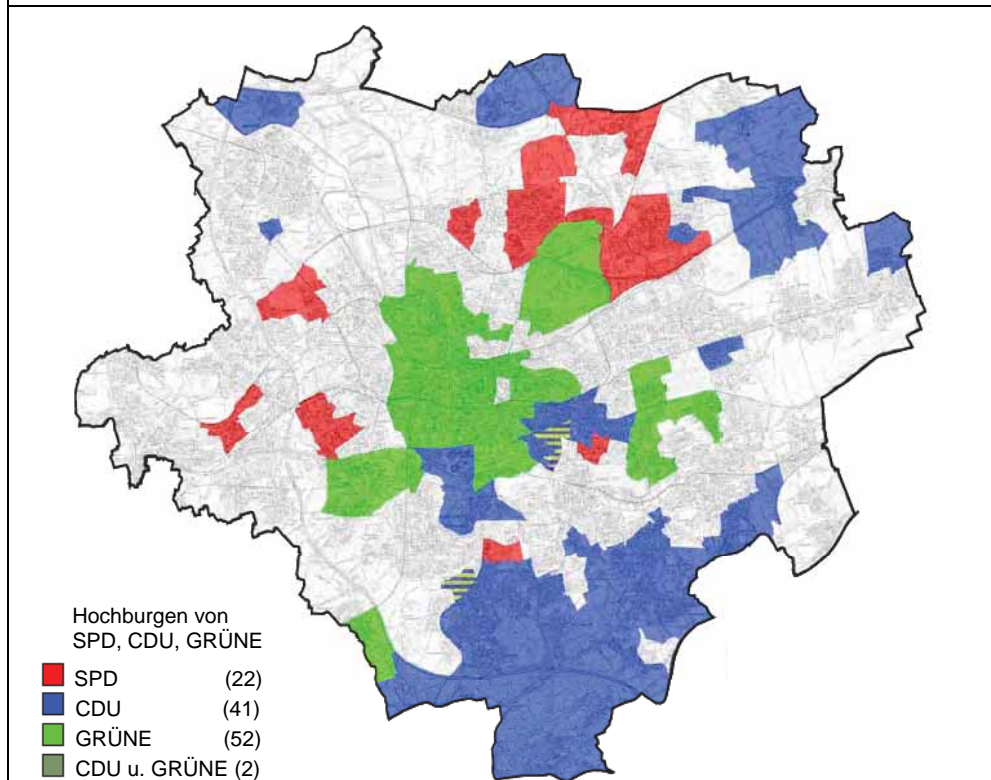 Hochburgen von
SPD, CDU, GRÜNE
SPD (22)
CDU (41)
GRÜNE (52)
CDU u. GRÜNE (2)